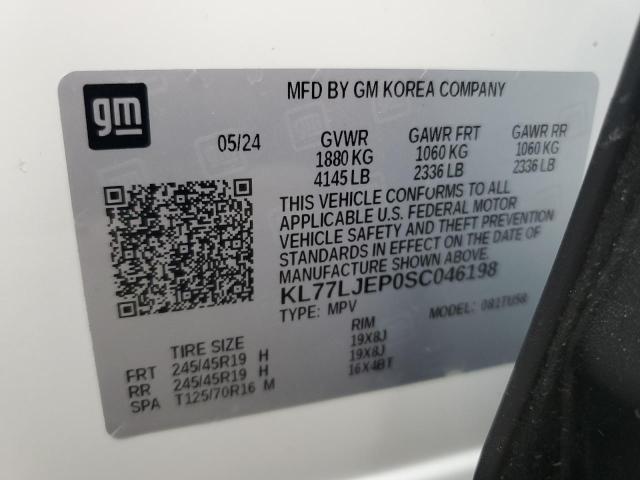 gm
MFD BY GM KOREA COMPANY
05/24 GVWR GAWR FRT GAWR RR
1880 KG 1060 KG 1060 KG
4145 LB 2336 LB 2336 LB
THIS VEHICLE CONFORMS TO ALL
APPLICABLE U.S. FEDERAL MOTOR
VEHICLE SAFETY AND THEFT PREVENTION
STANDARDS IN EFFECT ON THE DATE OF
MANUFACTURE SHOWN ABOVE.
KL77LJEP0SC046198
TYPE: MPV MODEL: 081TU58
TIRE SIZE RIM
FRT 245/45R19 H 19X8J
RR 245/45R19 H 19X8J
SPA T125/70R16 M 16X4BT